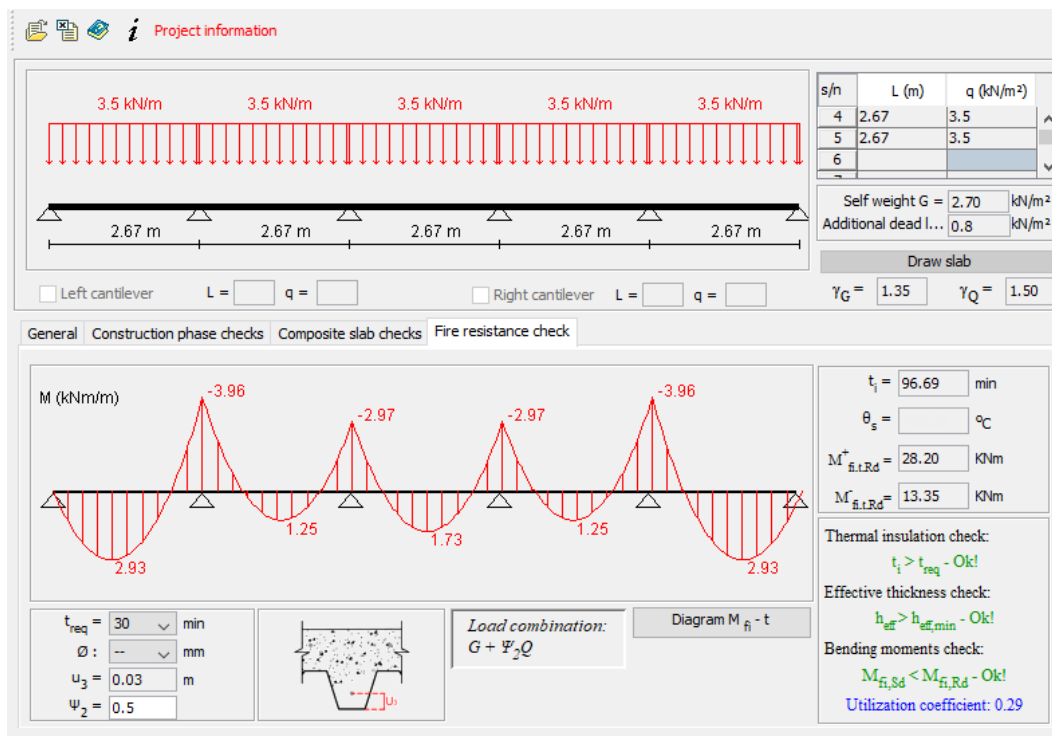 i Project information
3.5 kN/m 3.5 kN/m 3.5 kN/m 3.5 kN/m 3.5 kN/m
2.67 m 2.67 m 2.67 m 2.67 m 2.67 m
Left cantilever L = q = Right cantilever L = q =
s/n L (m) q (kN/m²)
4 2.67 3.5
5 2.67 3.5
6
Self weight G = 2.70 kN/m²
Additional dead l... 0.8 kN/m²
Draw slab
γG = 1.35 γQ = 1.50
General Construction phase checks Composite slab checks Fire resistance check
M (kNm/m)
-3.96 -2.97 -2.97 -3.96
2.93 1.25 1.73 1.25 2.93
ti = 96.69 min
θs = ºC
M⁺fi.t.Rd = 28.20 KNm
M⁻fi.t.Rd = 13.35 KNm
Thermal insulation check:
ti > treq - Ok!
Effective thickness check:
heff > heff,min - Ok!
Bending moments check:
Mfi,Sd < Mfi,Rd - Ok!
Utilization coefficient: 0.29
treq = 30 min
Ø : -- mm
u3 = 0.03 m
Ψ2 = 0.5
U3
Load combination:
G + Ψ2Q
Diagram M fi - t